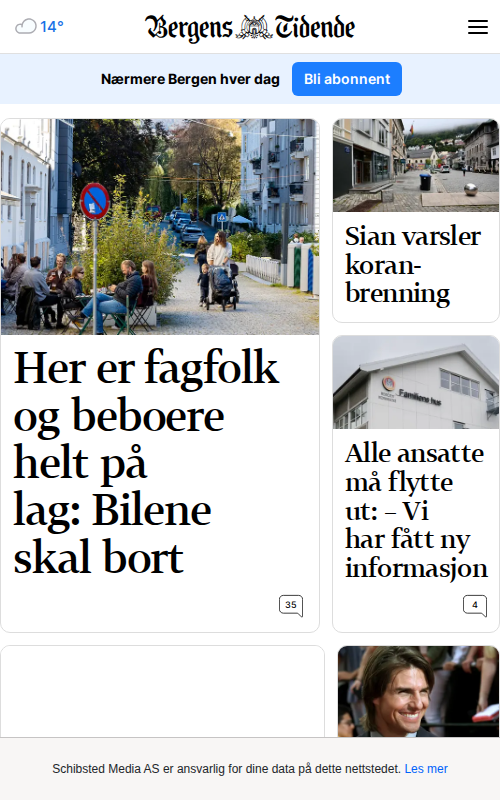 14°
Bergens Tidende
Nærmere Bergen hver dag
Bli abonnent
Her er fagfolk
og beboere
helt på
lag: Bilene
skal bort
35
Sian varsler
koran-
brenning
Familiens hus
Alle ansatte
må flytte
ut: – Vi
har fått ny
informasjon
4
Schibsted Media AS er ansvarlig for dine data på dette nettstedet. Les mer